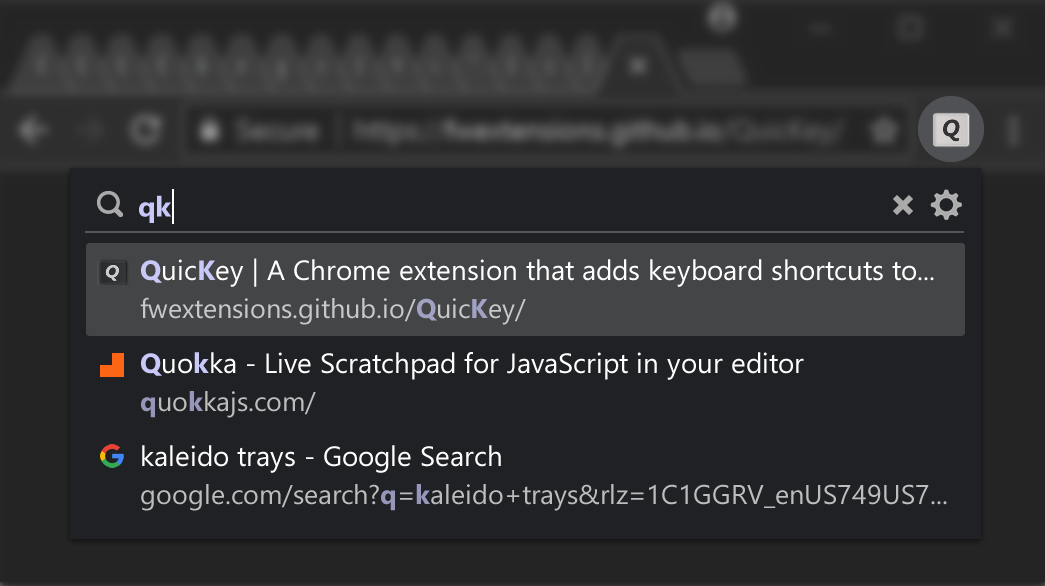 Secure https://fwextensions.github.io/QuicKey/
Q
qk
Q QuicKey | A Chrome extension that adds keyboard shortcuts to...
fwextensions.github.io/QuicKey/
Quokka - Live Scratchpad for JavaScript in your editor
quokkajs.com/
kaleido trays - Google Search
google.com/search?q=kaleido+trays&rlz=1C1GGRV_enUS749US7...